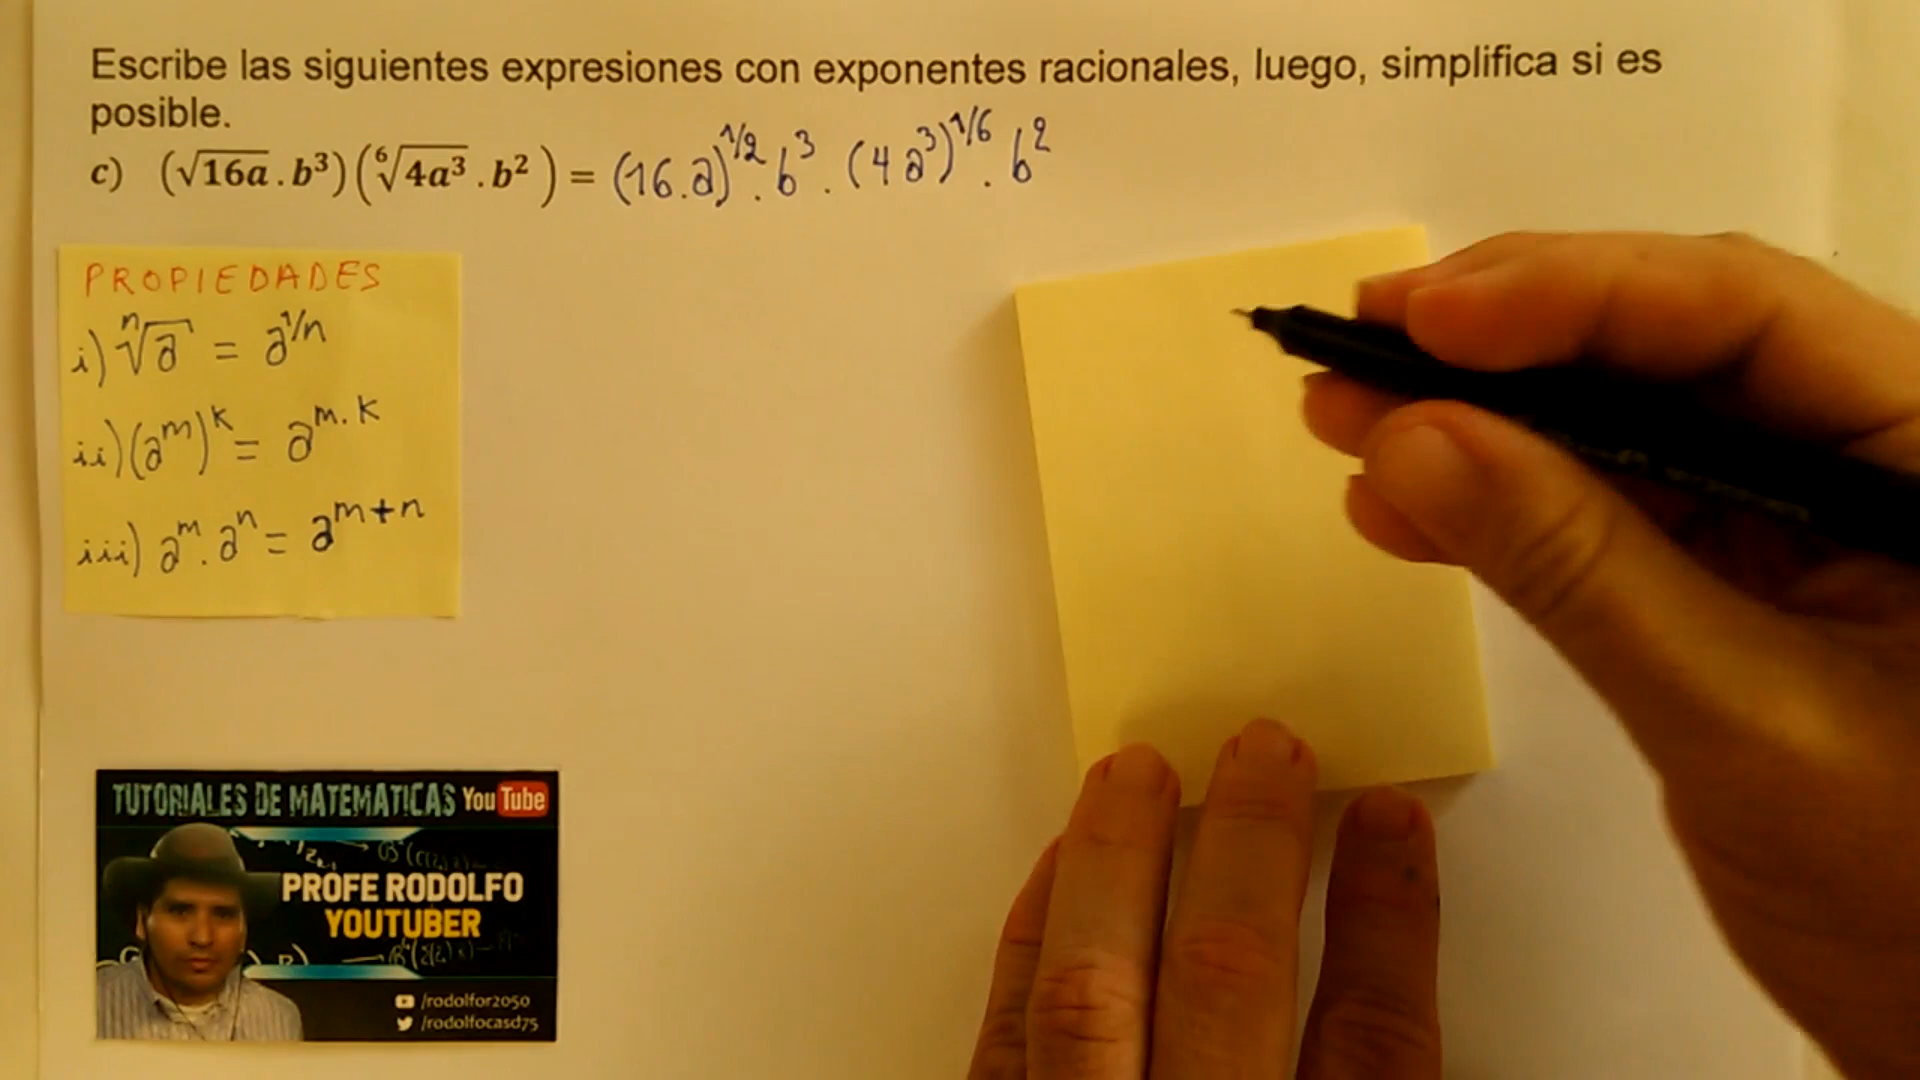 Escribe las siguientes expresiones con exponentes racionales, luego, simplifica si es
posible.
c) (√16a . b³)(⁶√4a³ . b²) = (16.a)^1/2 . b³ . (4a³)^1/6 . b²
PROPIEDADES
i) ⁿ√a = a^1/n
ii) (a^m)^k = a^m.k
iii) a^m . a^n = a^m+n
TUTORIALES DE MATEMATICAS YouTube
PROFE RODOLFO
YOUTUBER
/rodolfor2050
/rodolfocasd75